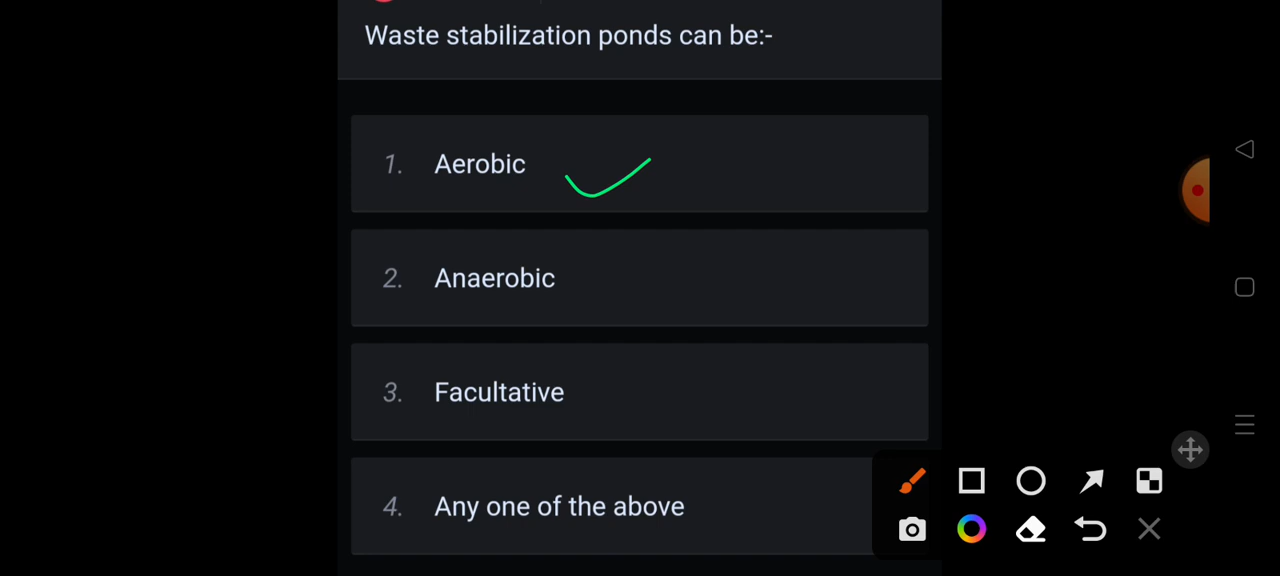 Waste stabilization ponds can be:-
1. Aerobic
2. Anaerobic
3. Facultative
4. Any one of the above